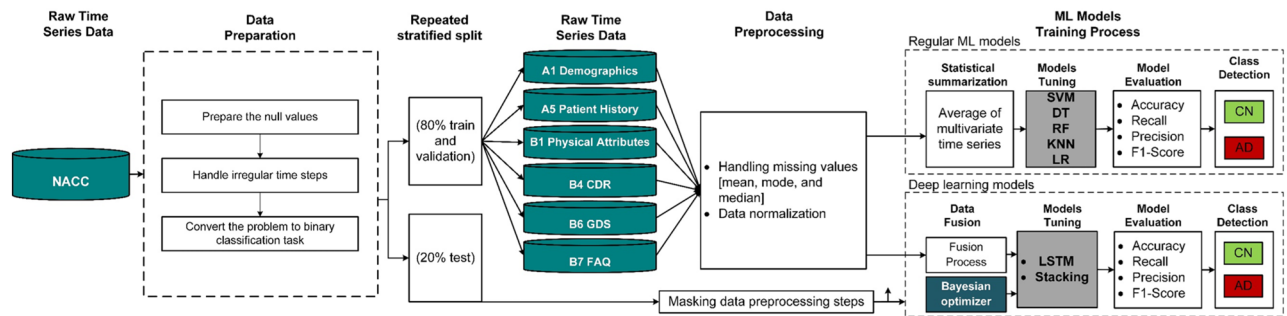 Raw Time
Series Data
NACC
Data
Preparation
Prepare the null values
Handle irregular time steps
Convert the problem to binary
classification task
Repeated
stratified split
(80% train
and
validation)
(20% test)
Raw Time
Series Data
A1 Demographics
A5 Patient History
B1 Physical Attributes
B4 CDR
B6 GDS
B7 FAQ
Data
Preprocessing
• Handling missing values
[mean, mode, and
median]
• Data normalization
Masking data preprocessing steps
ML Models
Training Process
Regular ML models
Statistical
summarization
Average of
multivariate
time series
Models
Tuning
SVM
DT
RF
KNN
LR
Model
Evaluation
• Accuracy
• Recall
• Precision
• F1-Score
Class
Detection
CN
AD
Deep learning models
Data
Fusion
Fusion
Process
Bayesian
optimizer
Models
Tuning
• LSTM
• Stacking
Model
Evaluation
• Accuracy
• Recall
• Precision
• F1-Score
Class
Detection
CN
AD